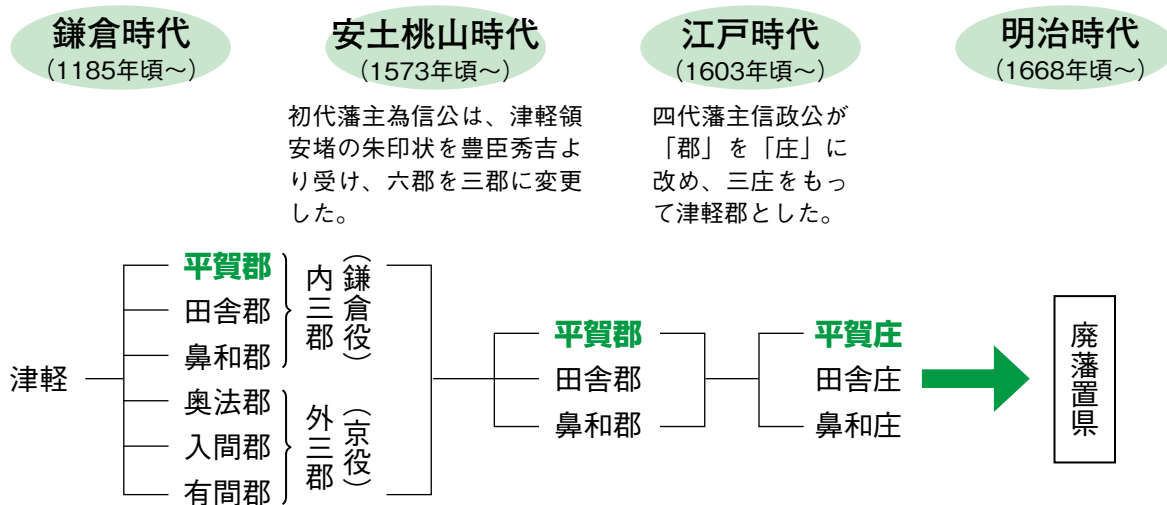 鎌倉時代
（1185年頃～）
安土桃山時代
（1573年頃～）
江戸時代
（1603年頃～）
明治時代
（1668年頃～）
初代藩主為信公は、津軽領
安堵の朱印状を豊臣秀吉よ
り受け、六郡を三郡に変更
した。
四代藩主信政公が
「郡」を「庄」に
改め、三庄をもっ
て津軽郡とした。
津軽
平賀郡
田舎郡
鼻和郡
内三郡
（鎌倉役）
奥法郡
入間郡
有間郡
外三郡
（京役）
平賀郡
田舎郡
鼻和郡
平賀庄
田舎庄
鼻和庄
廃藩置県